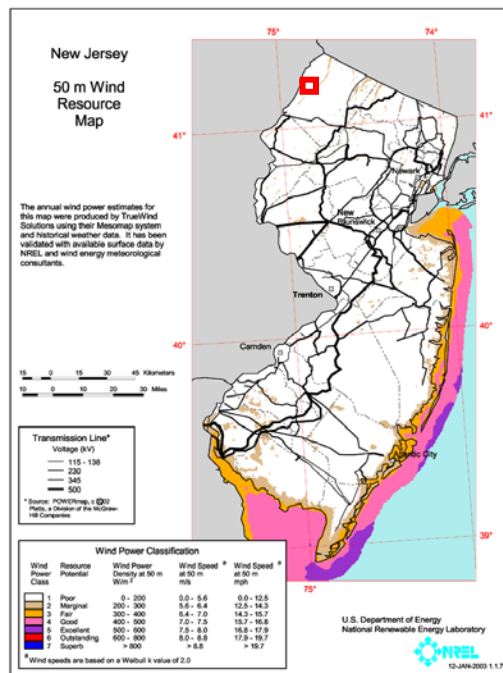 New Jersey
50 m Wind
Resource
Map
The annual wind power estimates for
this map were produced by TrueWind
Solutions using their Mesomap system
and historical weather data. It has been
validated with available surface data by
NREL and wind energy meteorological
consultants.
15 0 15 30 45 Kilometers
10 0 10 20 30 Miles
Transmission Line*
Voltage (kV)
115 - 138
230
345
500
* Source: POWERmap, c 2002
Platts, a Division of the McGraw-
Hill Companies
75° 74°
41° 41°
Newark
New
Brunswick
Trenton
40° 40°
Camden
Atlantic City
39° 39°
75°
Wind Power Classification
Wind Power Class Resource Potential Wind Power Density at 50 m W/m 2 Wind Speed a at 50 m m/s Wind Speed a at 50 m mph
1 Poor 0 - 200 0.0 - 5.6 0.0 - 12.5
2 Marginal 200 - 300 5.6 - 6.4 12.5 - 14.3
3 Fair 300 - 400 6.4 - 7.0 14.3 - 15.7
4 Good 400 - 500 7.0 - 7.5 15.7 - 16.8
5 Excellent 500 - 600 7.5 - 8.0 16.8 - 17.9
6 Outstanding 600 - 800 8.0 - 8.8 17.9 - 19.7
7 Superb > 800 > 8.8 > 19.7
a Wind speeds are based on a Weibull k value of 2.0
U.S. Department of Energy
National Renewable Energy Laboratory
NREL
12-JAN-2003 1.1.7